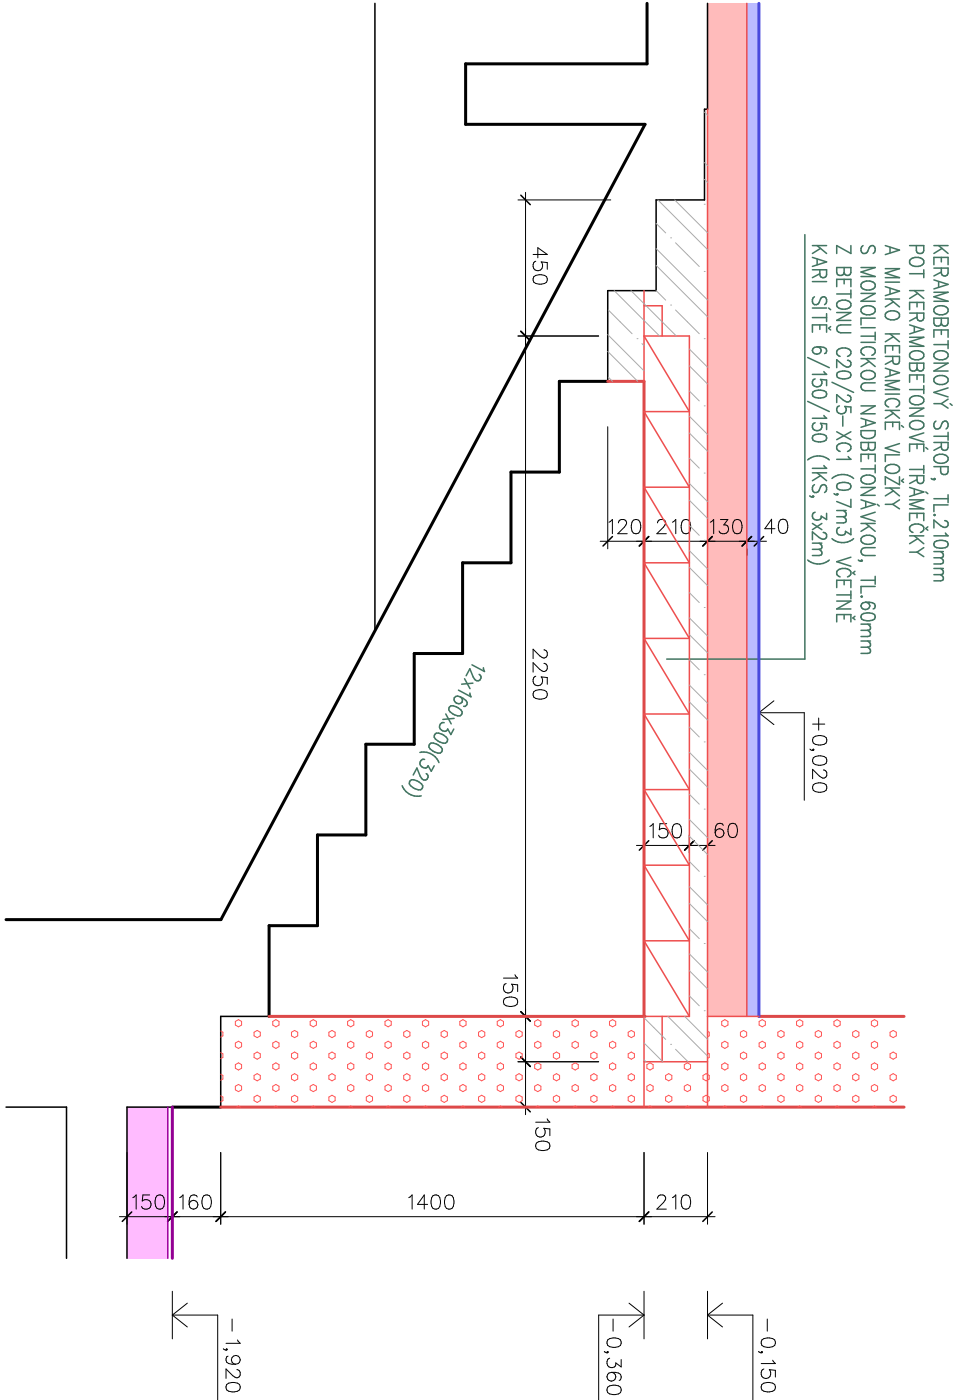 KERAMOBETONOVÝ STROP, TL.210mm
POT KERAMOBETONOVÉ TRÁMEČKY
A MIAKO KERAMICKÉ VLOŽKY
S MONOLITICKOU NADBETONÁVKOU, TL.60mm
Z BETONU C20/25-XC1 (0,7m3) VČETNĚ
KARI SÍTĚ 6/150/150 (1KS, 3x2m)
450
120
210
130
40
2250
12x160x300(320)
+0,020
150
60
150
150
150
160
1400
210
-1,920
-0,360
-0,150